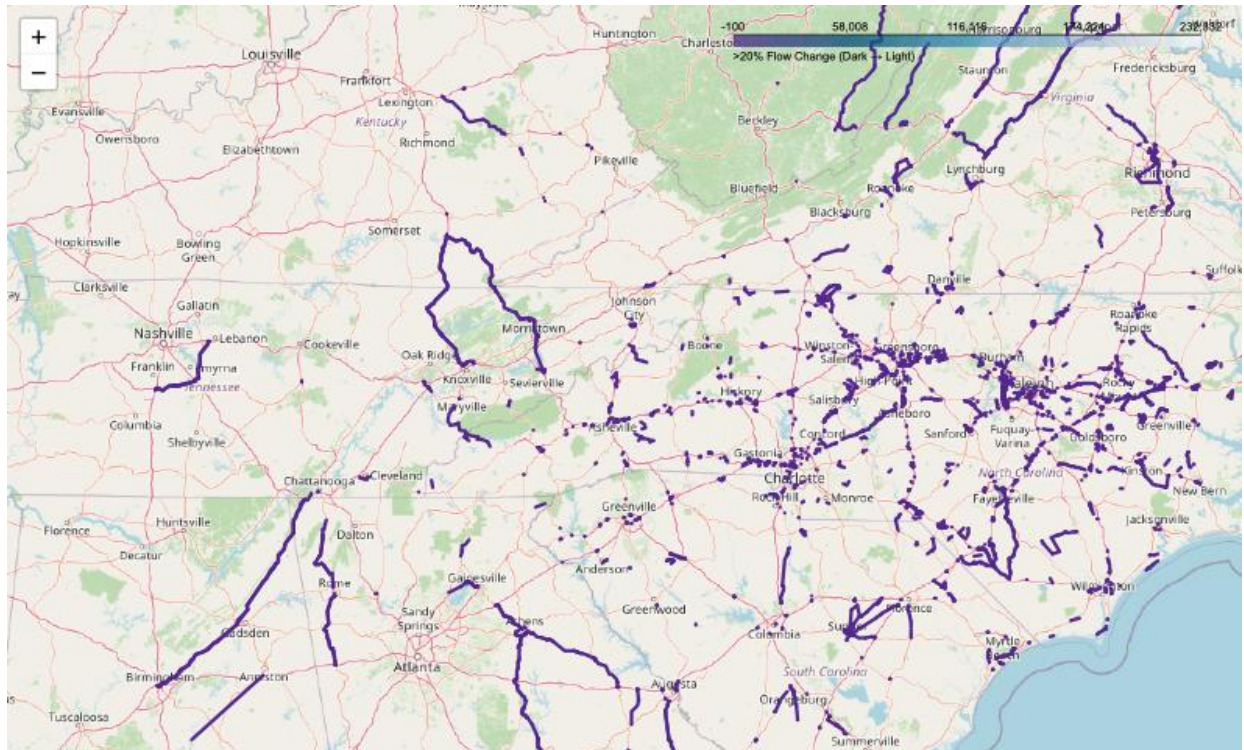 +
−
-100
58,008
116,116
174,224
232,332
>20% Flow Change (Dark → Light)
Huntington
Charlesto
Louisville
Frankfort
Lexington
Kentucky
Richmond
Evansville
Owensboro
Elizabethtown
Staunton
Fredericksburg
Virginia
Beckley
Pikeville
Bluefield
Roanoke
Lynchburg
Richmond
Blacksburg
Petersburg
Hopkinsville
Bowling
Green
Somerset
Clarksville
Gallatin
Danville
Suffolk
Johnson
City
Nashville
Lebanon
Cookeville
Morristown
Oak Ridge
Boone
Winston-
Salem
Greensboro
Durham
Roanoke
Rapids
Franklin
myrna
Tennessee
Knoxville
Sevierville
High Point
Raleigh
Rocky
Maryville
Hickory
Salisbury
Columbia
Shelbyville
Asheville
Concord
Sanford
Fuquay-
Varina
Goldsboro
Greenville
Gastonia
Charlotte
Kinston
New Bern
North Carolina
Chattanooga
Cleveland
Rock Hill
Monroe
Fayetteville
Jacksonville
Florence
Huntsville
Decatur
Dalton
Greenville
Rome
Gainesville
Anderson
Wilmington
Sandy
Springs
Greenwood
Florence
Gadsden
Athens
Columbia
Sumter
Myrtle
Beach
Atlanta
Birmingham
Anniston
Augusta
South Carolina
Orangeburg
Tuscaloosa
Summerville